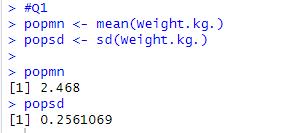 > #Q1
> popmn <- mean(Weight.kg.)
> popsd <- sd(Weight.kg.)
>
> popmn
[1] 2.468
> popsd
[1] 0.2561069